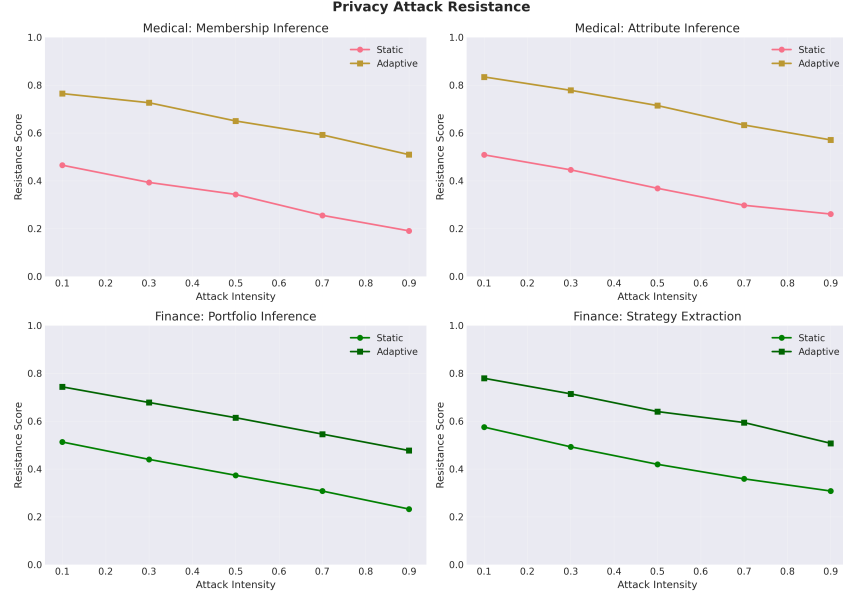 Privacy Attack Resistance
Medical: Membership Inference
Static
Adaptive
1.0
0.8
0.6
0.4
0.2
0.0
Resistance Score
0.1 0.2 0.3 0.4 0.5 0.6 0.7 0.8 0.9
Attack Intensity
Medical: Attribute Inference
Static
Adaptive
1.0
0.8
0.6
0.4
0.2
0.0
Resistance Score
0.1 0.2 0.3 0.4 0.5 0.6 0.7 0.8 0.9
Attack Intensity
Finance: Portfolio Inference
Static
Adaptive
1.0
0.8
0.6
0.4
0.2
0.0
Resistance Score
0.1 0.2 0.3 0.4 0.5 0.6 0.7 0.8 0.9
Attack Intensity
Finance: Strategy Extraction
Static
Adaptive
1.0
0.8
0.6
0.4
0.2
0.0
Resistance Score
0.1 0.2 0.3 0.4 0.5 0.6 0.7 0.8 0.9
Attack Intensity